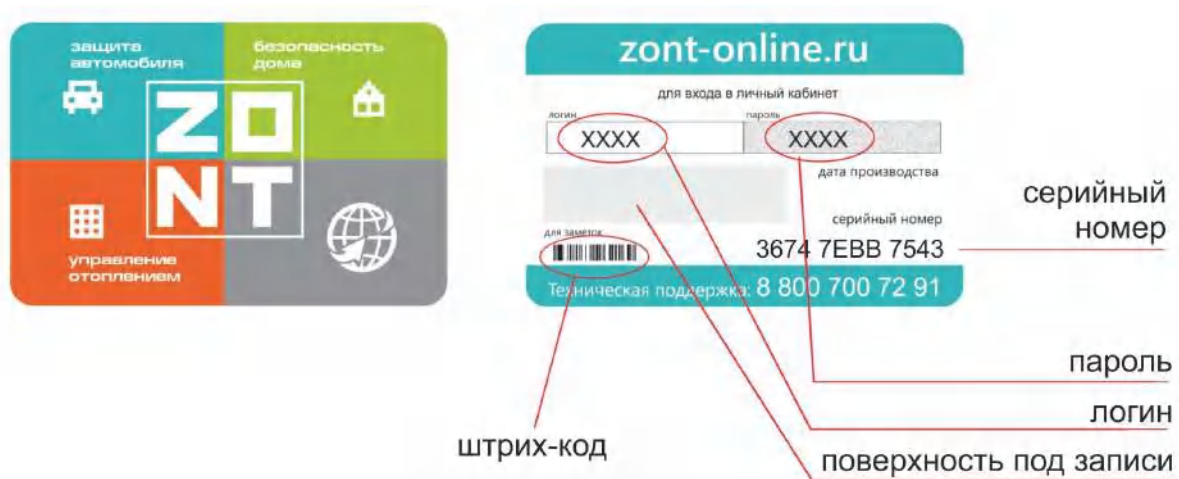 защита
автомобиля
безопасность
дома
ZO
NT
управление
отоплением
zont-online.ru
для входа в личный кабинет
логин
пароль
XXXX
XXXX
дата производства
серийный номер
для заметок
3674 7EBB 7543
Техническая поддержка: 8 800 700 72 91
серийный
номер
пароль
логин
штрих-код
поверхность под записи